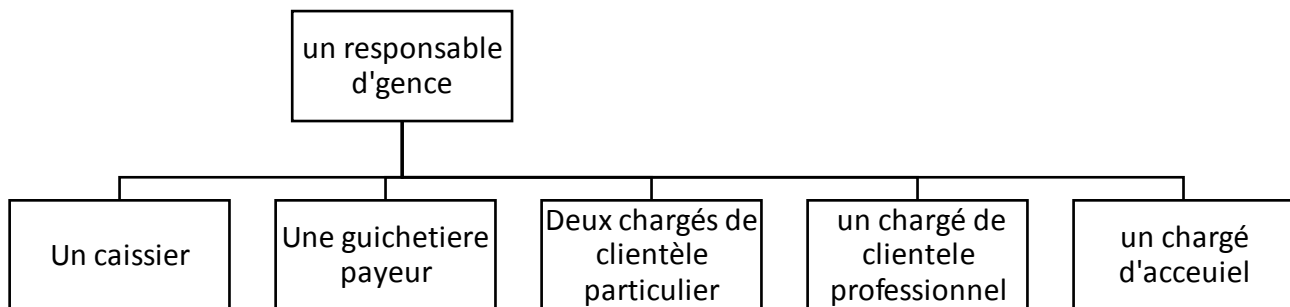 un responsable
d'gence
Un caissier
Une guichetiere
payeur
Deux chargés de
clientèle
particulier
un chargé de
clientele
professionnel
un chargé
d'acceuiel